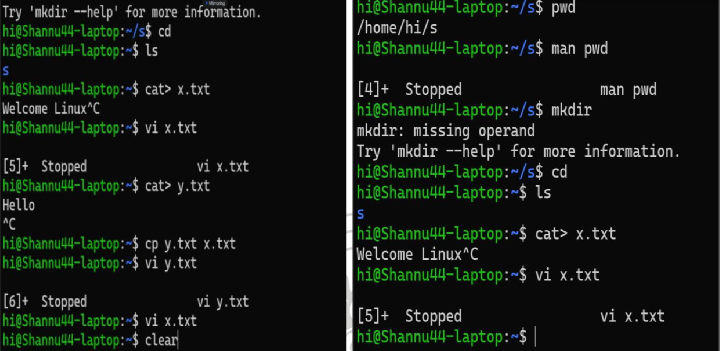 Try 'mkdir --help' for more information.
hi@Shannu44-laptop:~/s$ cd
hi@Shannu44-laptop:~$ ls
s
hi@Shannu44-laptop:~$ cat> x.txt
Welcome Linux^C
hi@Shannu44-laptop:~$ vi x.txt
[5]+  Stopped                 vi x.txt
hi@Shannu44-laptop:~$ cat> y.txt
Hello
^C
hi@Shannu44-laptop:~$ cp y.txt x.txt
hi@Shannu44-laptop:~$ vi y.txt
[6]+  Stopped                 vi y.txt
hi@Shannu44-laptop:~$ vi x.txt
hi@Shannu44-laptop:~$ clear
hi@Shannu44-laptop:~/s$ pwd
/home/hi/s
hi@Shannu44-laptop:~/s$ man pwd
[4]+  Stopped                 man pwd
hi@Shannu44-laptop:~/s$ mkdir
mkdir: missing operand
Try 'mkdir --help' for more information.
hi@Shannu44-laptop:~/s$ cd
hi@Shannu44-laptop:~$ ls
s
hi@Shannu44-laptop:~$ cat> x.txt
Welcome Linux^C
hi@Shannu44-laptop:~$ vi x.txt
[5]+  Stopped                 vi x.txt
hi@Shannu44-laptop:~$